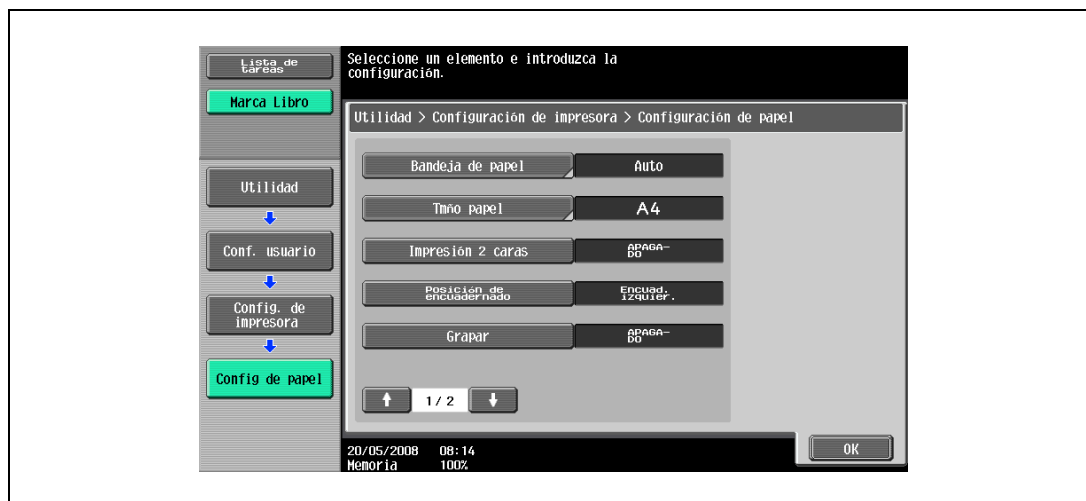 Lista de
tareas
Marca Libro
Utilidad
Conf. usuario
Config. de
impresora
Config de papel
Seleccione un elemento e introduzca la
configuración.
Utilidad > Configuración de impresora > Configuración de papel
Bandeja de papel
Auto
Tmño papel
A4
Impresión 2 caras
APAGA-
DO
Posición de
encuadernado
Encuad.
izquier.
Grapar
APAGA-
DO
1/2
20/05/2008 08:14
Memoria 100%
OK